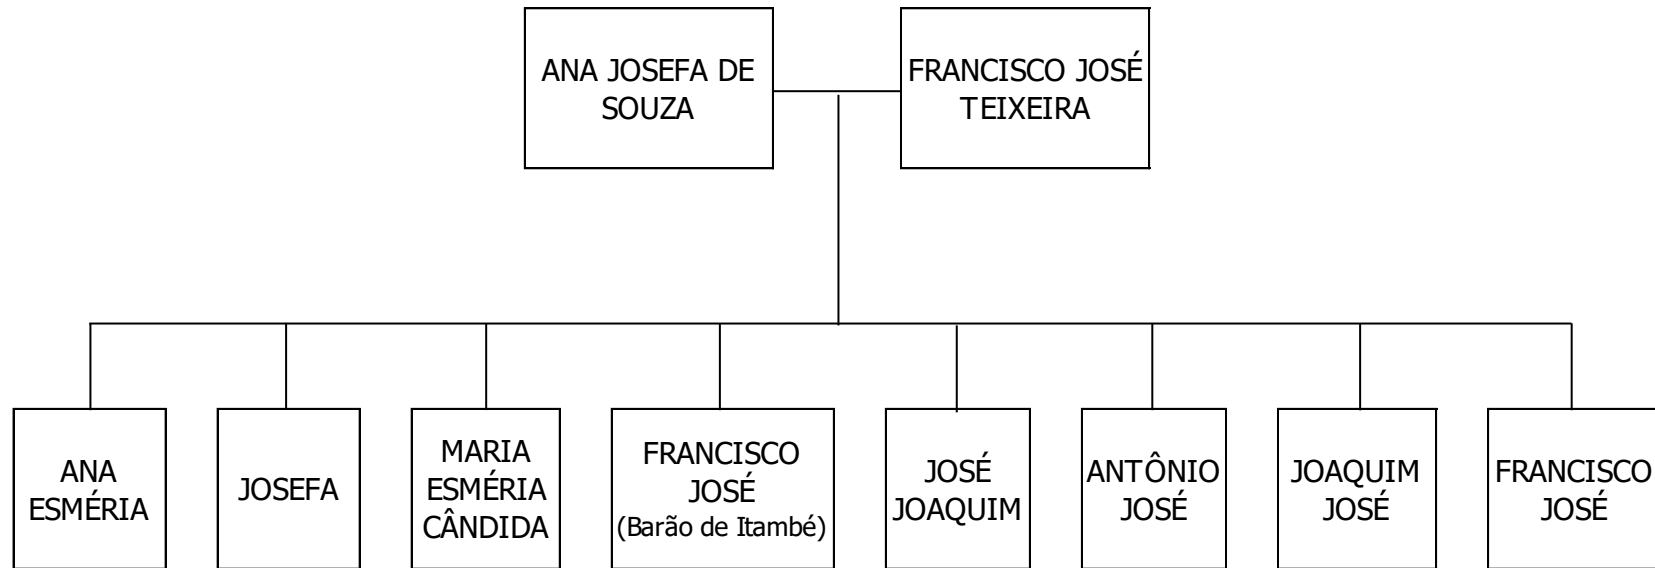 ANA JOSEFA DE
SOUZA
FRANCISCO JOSÉ
TEIXEIRA
ANA
ESMÉRIA
JOSEFA
MARIA
ESMÉRIA
CÂNDIDA
FRANCISCO
JOSÉ
(Barão de Itambé)
JOSÉ
JOAQUIM
ANTÔNIO
JOSÉ
JOAQUIM
JOSÉ
FRANCISCO
JOSÉ